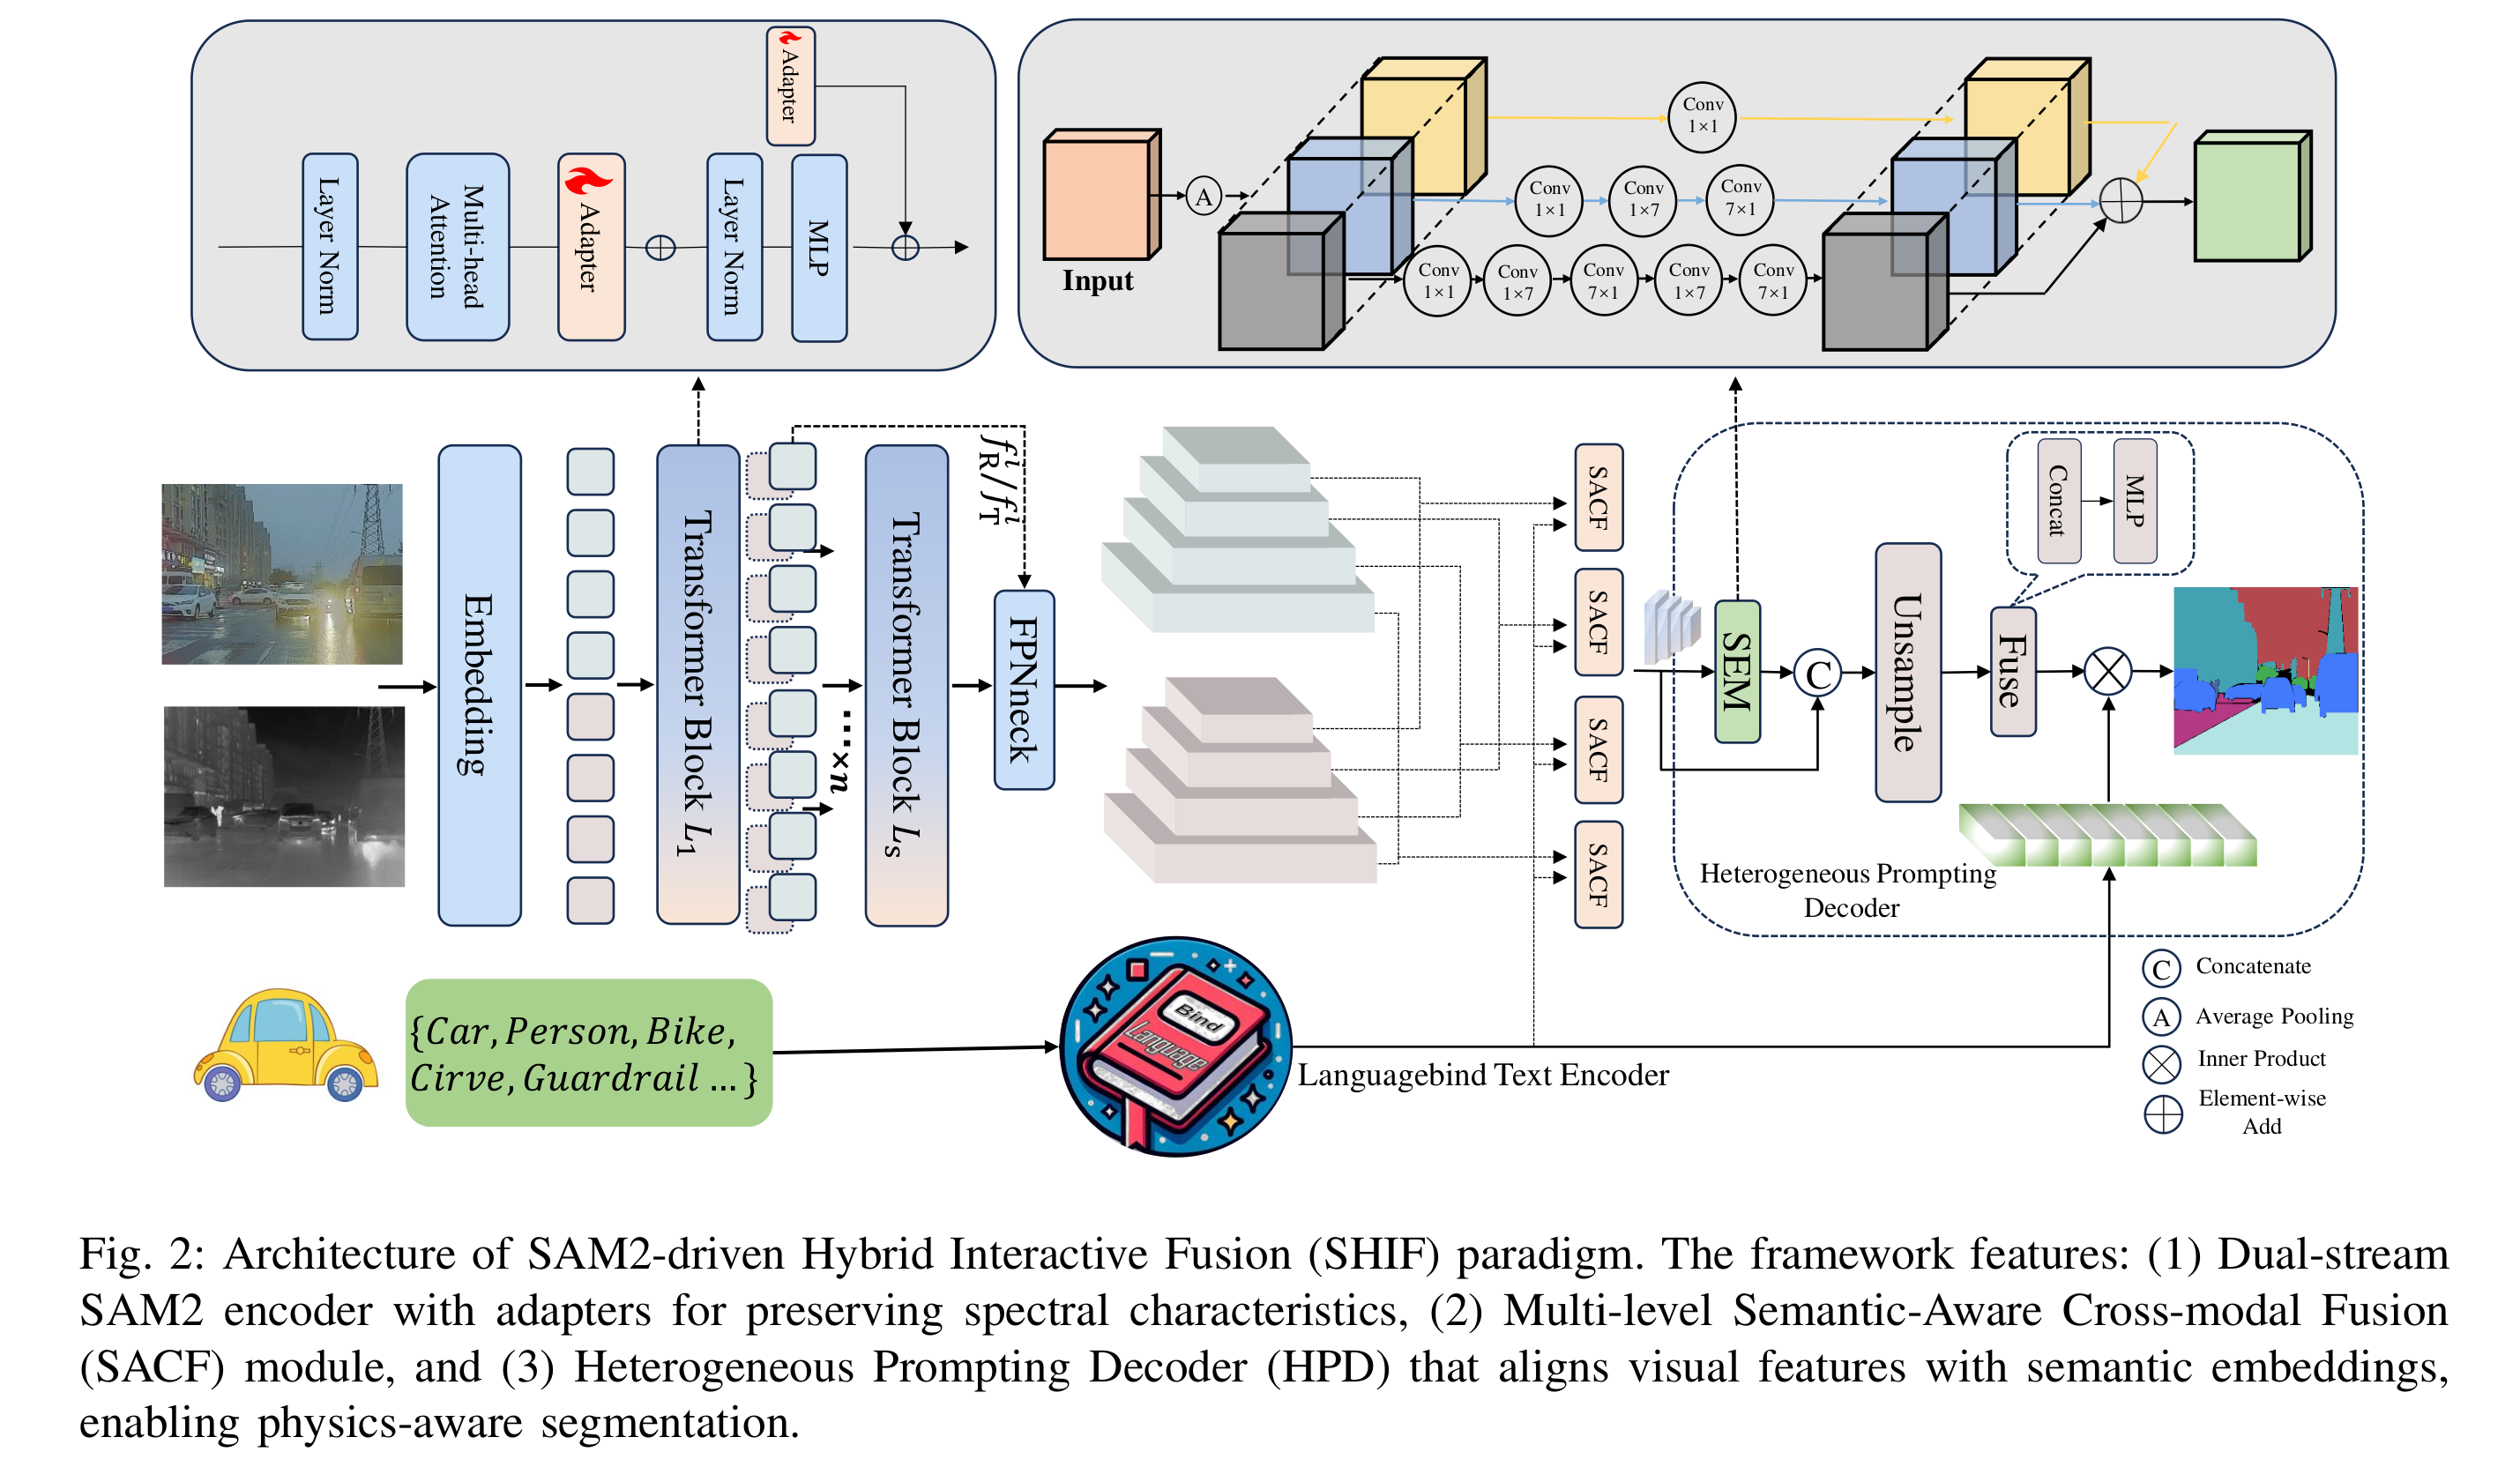 Adapter
Layer Norm
Multi-head
Attention
Adapter
Layer Norm
MLP
Input
A
Conv
1×1
Conv
1×1
Conv
1×7
Conv
7×1
Conv
1×1
Conv
1×7
Conv
7×1
Conv
1×7
Conv
7×1
Embedding
Transformer Block L₁
...×n
Transformer Block Lₛ
f_R^i/f_T^i
FPNneck
SACF
SACF
SACF
SACF
SEM
C
Unsample
Fuse
Concat
MLP
Heterogeneous Prompting
Decoder
{Car, Person, Bike,
Cirve, Guardrail ... }
Bind
Language
Languagebind Text Encoder
C Concatenate
A Average Pooling
Inner Product
Element-wise
Add
Fig. 2: Architecture of SAM2-driven Hybrid Interactive Fusion (SHIF) paradigm. The framework features: (1) Dual-stream
SAM2 encoder with adapters for preserving spectral characteristics, (2) Multi-level Semantic-Aware Cross-modal Fusion
(SACF) module, and (3) Heterogeneous Prompting Decoder (HPD) that aligns visual features with semantic embeddings,
enabling physics-aware segmentation.